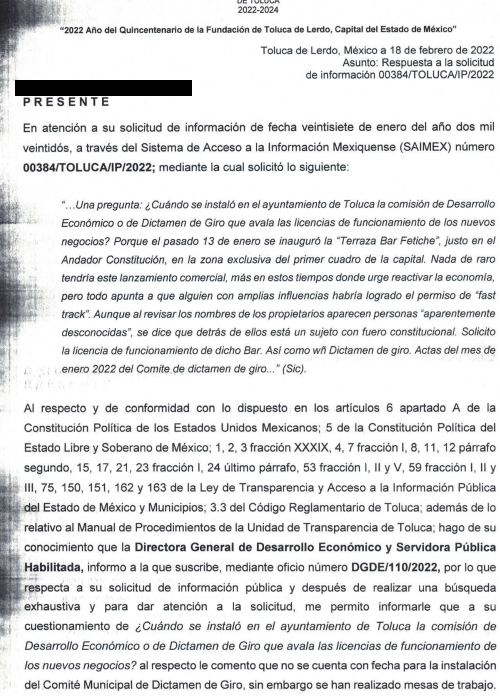 DE TOLUCA
2022-2024
"2022 Año del Quincentenario de la Fundación de Toluca de Lerdo, Capital del Estado de México"
Toluca de Lerdo, México a 18 de febrero de 2022
Asunto: Respuesta a la solicitud
de información 00384/TOLUCA/IP/2022
P R E S E N T E
En atención a su solicitud de información de fecha veintisiete de enero del año dos mil
veintidós, a través del Sistema de Acceso a la Información Mexiquense (SAIMEX) número
00384/TOLUCA/IP/2022; mediante la cual solicitó lo siguiente:
"…Una pregunta: ¿Cuándo se instaló en el ayuntamiento de Toluca la comisión de Desarrollo
Económico o de Dictamen de Giro que avala las licencias de funcionamiento de los nuevos
negocios? Porque el pasado 13 de enero se inauguró la "Terraza Bar Fetiche", justo en el
Andador Constitución, en la zona exclusiva del primer cuadro de la capital. Nada de raro
tendría este lanzamiento comercial, más en estos tiempos donde urge reactivar la economía,
pero todo apunta a que alguien con amplias influencias habría logrado el permiso de "fast
track". Aunque al revisar los nombres de los propietarios aparecen personas "aparentemente
desconocidas", se dice que detrás de ellos está un sujeto con fuero constitucional. Solicito
la licencia de funcionamiento de dicho Bar. Así como wñ Dictamen de giro. Actas del mes de
enero 2022 del Comite de dictamen de giro..." (Sic).
Al respecto y de conformidad con lo dispuesto en los artículos 6 apartado A de la
Constitución Política de los Estados Unidos Mexicanos; 5 de la Constitución Política del
Estado Libre y Soberano de México; 1, 2, 3 fracción XXXIX, 4, 7 fracción I, 8, 11, 12 párrafo
segundo, 15, 17, 21, 23 fracción I, 24 último párrafo, 53 fracción I, II y V, 59 fracción I, II y
III, 75, 150, 151, 162 y 163 de la Ley de Transparencia y Acceso a la Información Pública
del Estado de México y Municipios; 3.3 del Código Reglamentario de Toluca; además de lo
relativo al Manual de Procedimientos de la Unidad de Transparencia de Toluca; hago de su
conocimiento que la Directora General de Desarrollo Económico y Servidora Pública
Habilitada, informo a la que suscribe, mediante oficio número DGDE/110/2022, por lo que
respecta a su solicitud de información pública y después de realizar una búsqueda
exhaustiva y para dar atención a la solicitud, me permito informarle que a su
cuestionamiento de ¿Cuándo se instaló en el ayuntamiento de Toluca la comisión de
Desarrollo Económico o de Dictamen de Giro que avala las licencias de funcionamiento de
los nuevos negocios? al respecto le comento que no se cuenta con fecha para la instalación
del Comité Municipal de Dictamen de Giro, sin embargo se han realizado mesas de trabajo,